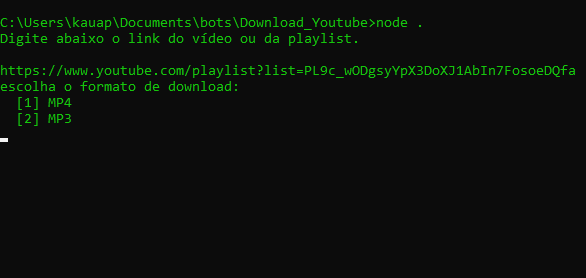 C:\Users\kauap\Documents\bots\Download_Youtube>node .
Digite abaixo o link do vídeo ou da playlist.
https://www.youtube.com/playlist?list=PL9c_wODgsyYpX3DoXJ1AbIn7FosoeDQfa
escolha o formato de download:
[1] MP4
[2] MP3